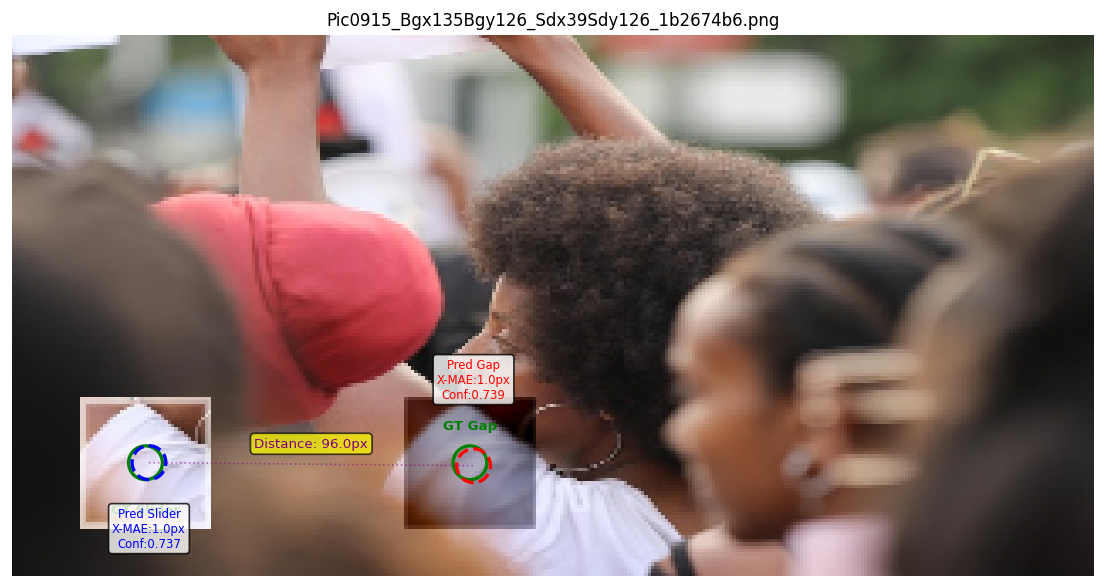 Pic0915_Bgx135Bgy126_Sdx39Sdy126_1b2674b6.png
Pred Gap
X-MAE:1.0px
Conf:0.739
GT Gap
Distance: 96.0px
Pred Slider
X-MAE:1.0px
Conf:0.737